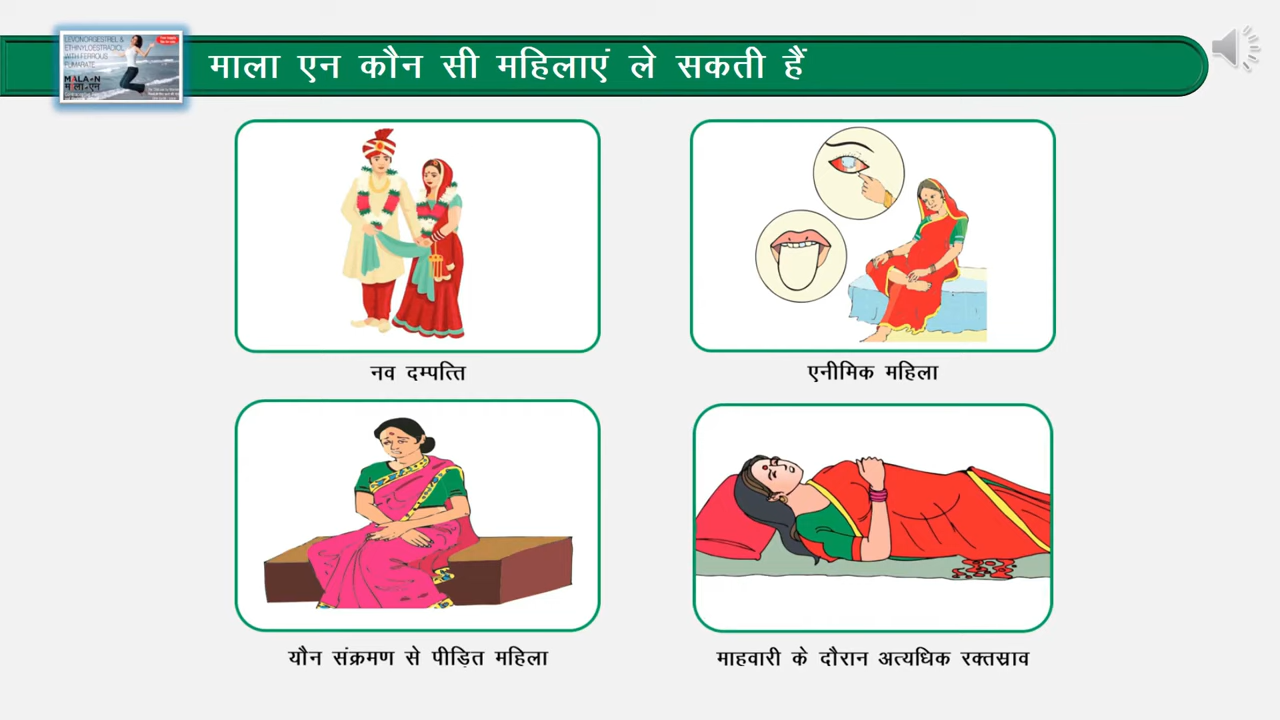 LEVONORGESTREL &
ETHINYLOESTRADIOL
WITH FERROUS
FUMARATE
MALA-N
माला-एन
माला एन कौन सी महिलाएं ले सकती हैं
नव दम्पत्ति
एनीमिक महिला
यौन संक्रमण से पीड़ित महिला
माहवारी के दौरान अत्यधिक रक्तस्राव